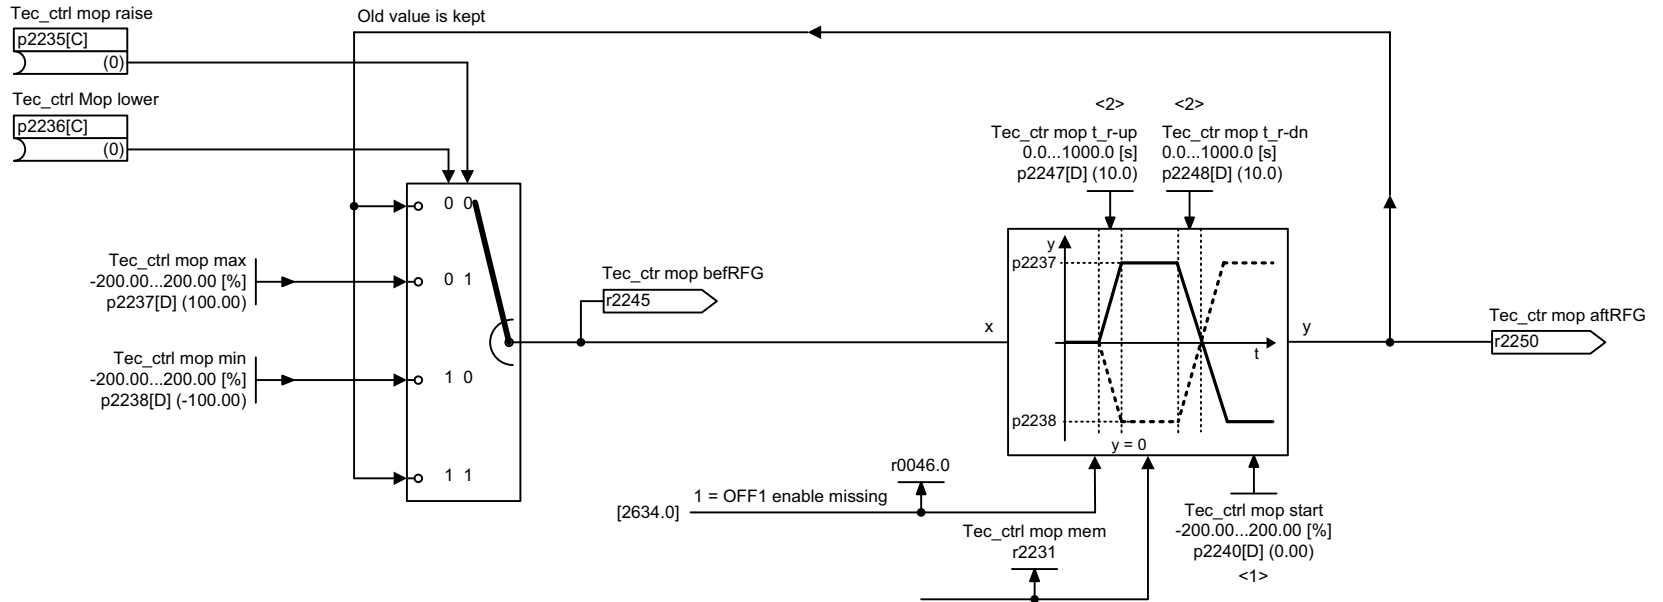 Tec_ctrl mop raise
p2235[C]
(0)
Old value is kept
Tec_ctrl Mop lower
p2236[C]
(0)
0 0
0 1
1 0
1 1
Tec_ctrl mop max
-200.00...200.00 [%]
p2237[D] (100.00)
Tec_ctrl mop min
-200.00...200.00 [%]
p2238[D] (-100.00)
Tec_ctr mop befRFG
r2245
x
<2>
Tec_ctr mop t_r-up
0.0...1000.0 [s]
p2247[D] (10.0)
<2>
Tec_ctr mop t_r-dn
0.0...1000.0 [s]
p2248[D] (10.0)
y
p2237
t
p2238
y = 0
y
Tec_ctr mop aftRFG
r2250
r0046.0
1 = OFF1 enable missing
[2634.0]
Tec_ctrl mop mem
r2231
Tec_ctrl mop start
-200.00...200.00 [%]
p2240[D] (0.00)
<1>